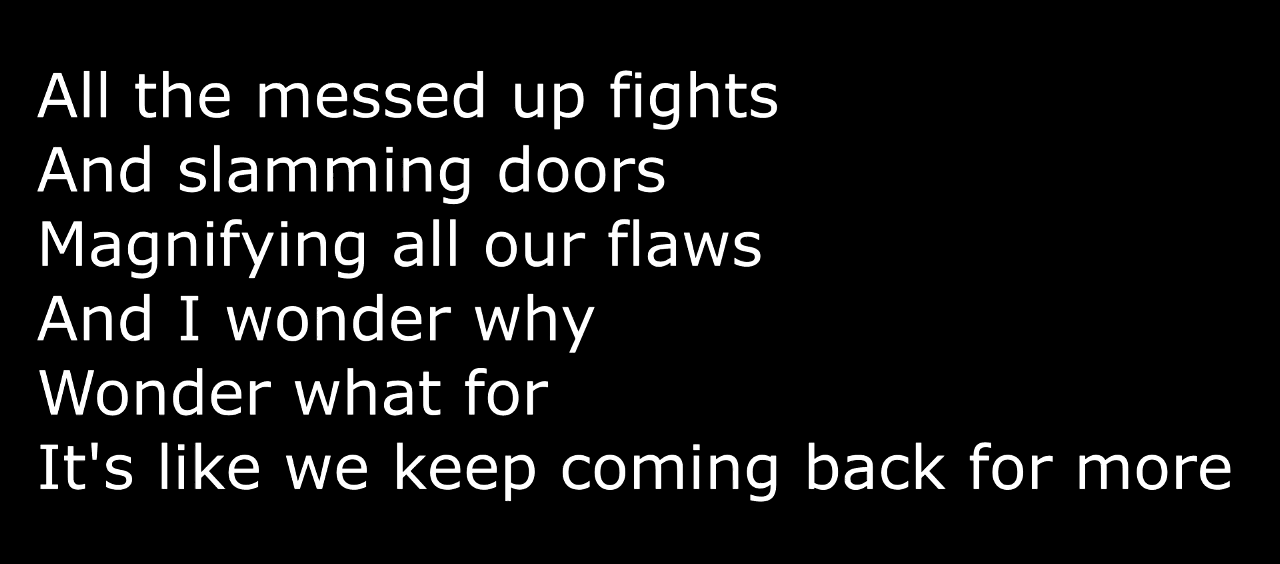 All the messed up fights
And slamming doors
Magnifying all our flaws
And I wonder why
Wonder what for
It's like we keep coming back for more